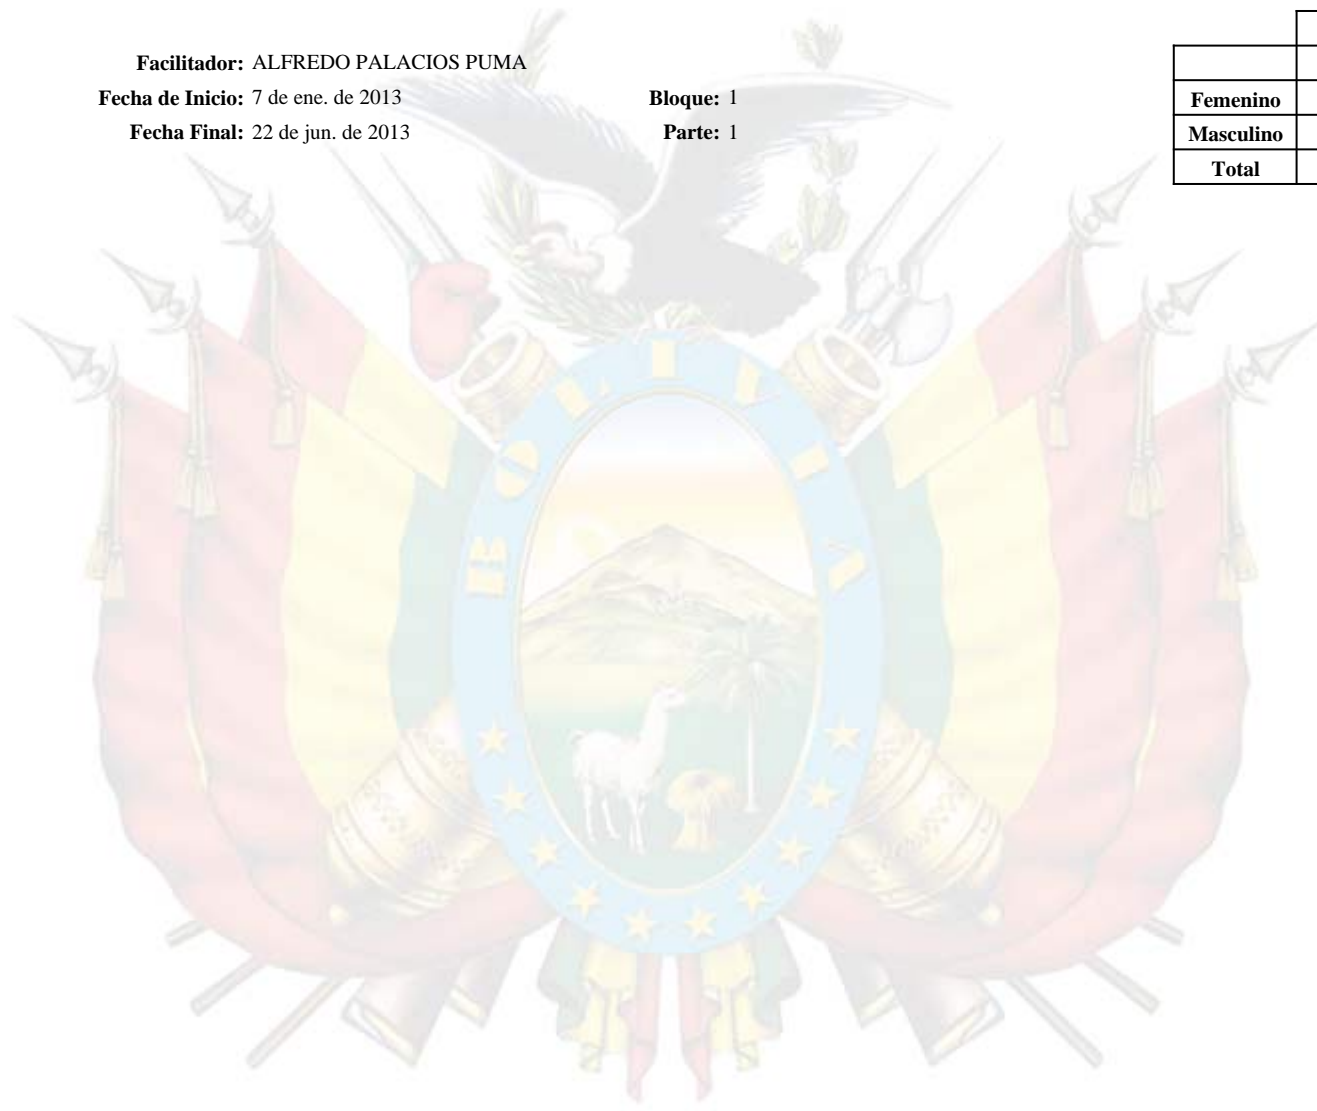 Facilitador: ALFREDO PALACIOS PUMA
Fecha de Inicio: 7 de ene. de 2013 Bloque: 1
Fecha Final: 22 de jun. de 2013 Parte: 1
Femenino
Masculino
Total
BOLIVIA